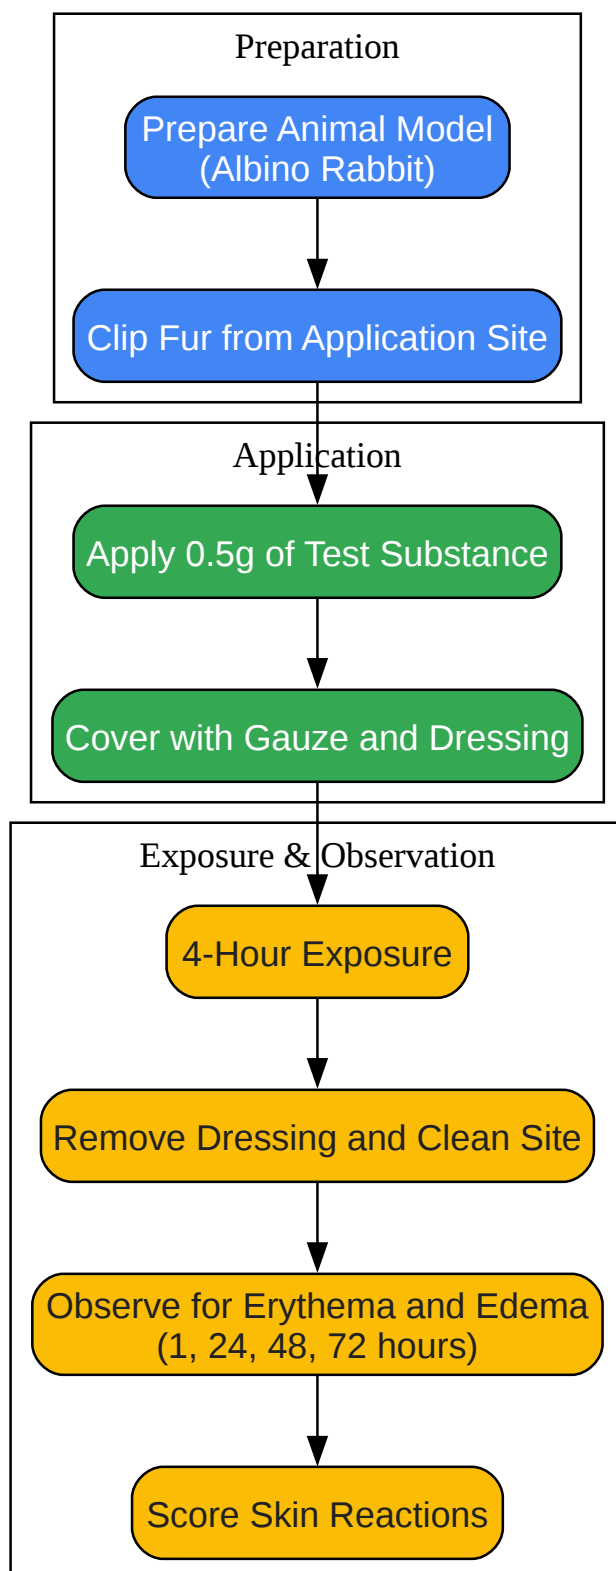 Preparation
Prepare Animal Model
(Albino Rabbit)
Clip Fur from Application Site
Application
Apply 0.5g of Test Substance
Cover with Gauze and Dressing
Exposure & Observation
4-Hour Exposure
Remove Dressing and Clean Site
Observe for Erythema and Edema
(1, 24, 48, 72 hours)
Score Skin Reactions